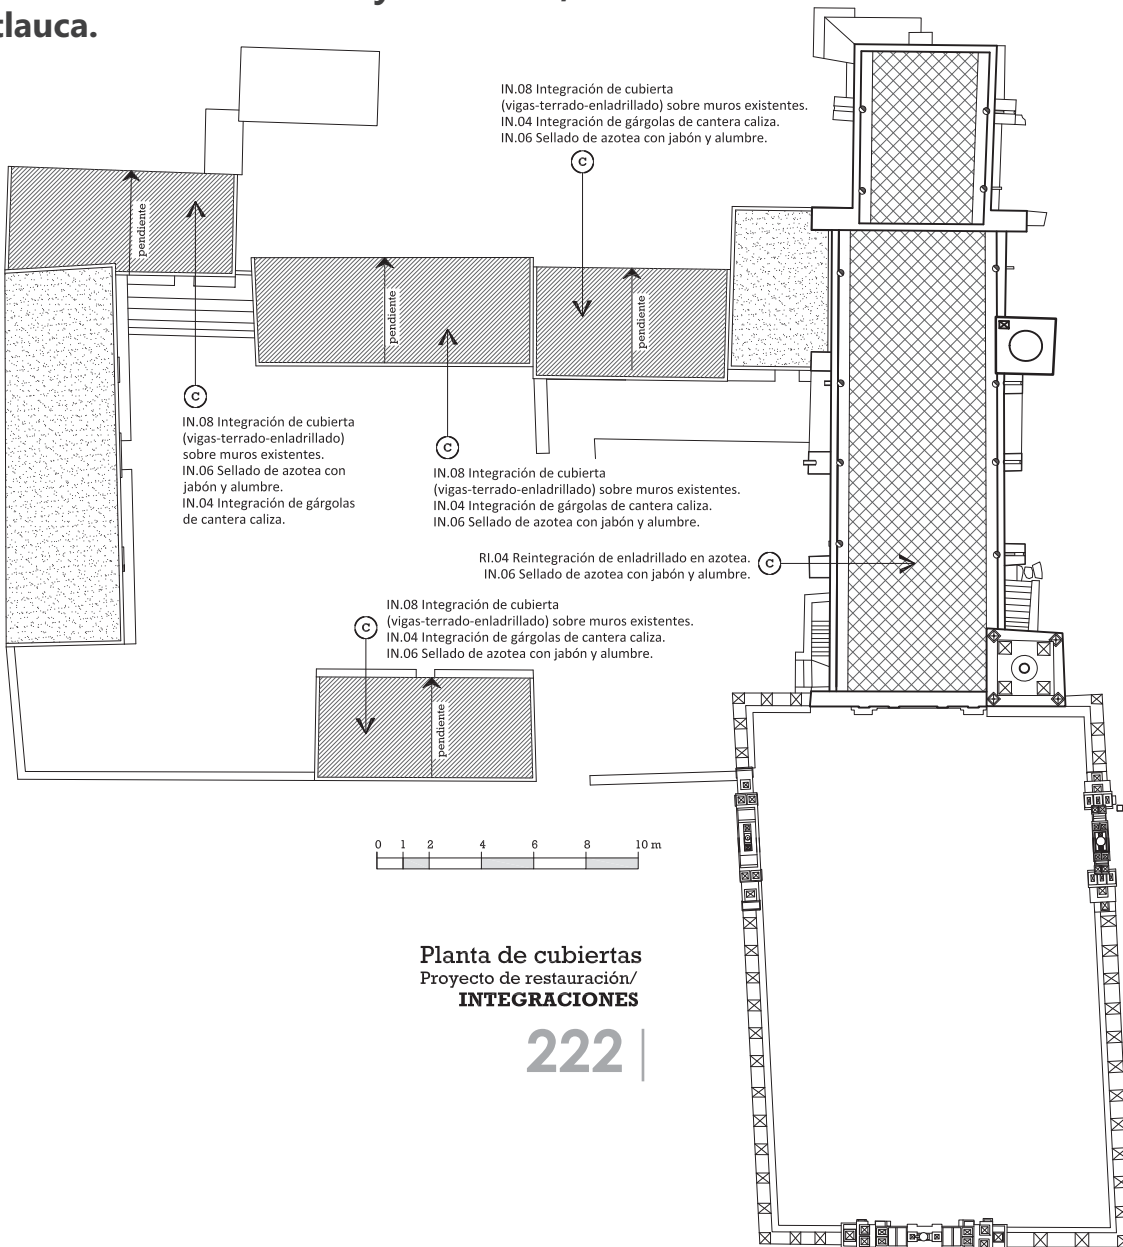 tlauca.
IN.08 Integración de cubierta
(vigas-terrado-enladrillado) sobre muros existentes.
IN.04 Integración de gárgolas de cantera caliza.
IN.06 Sellado de azotea con jabón y alumbre.
C
pendiente
pendiente
pendiente
C
IN.08 Integración de cubierta
(vigas-terrado-enladrillado)
sobre muros existentes.
IN.06 Sellado de azotea con
jabón y alumbre.
IN.04 Integración de gárgolas
de cantera caliza.
C
IN.08 Integración de cubierta
(vigas-terrado-enladrillado) sobre muros existentes.
IN.04 Integración de gárgolas de cantera caliza.
IN.06 Sellado de azotea con jabón y alumbre.
RI.04 Reintegración de enladrillado en azotea.
IN.06 Sellado de azotea con jabón y alumbre.
C
IN.08 Integración de cubierta
(vigas-terrado-enladrillado) sobre muros existentes.
IN.04 Integración de gárgolas de cantera caliza.
IN.06 Sellado de azotea con jabón y alumbre.
C
pendiente
0 1 2 4 6 8 10 m
Planta de cubiertas
Proyecto de restauración/
INTEGRACIONES
222